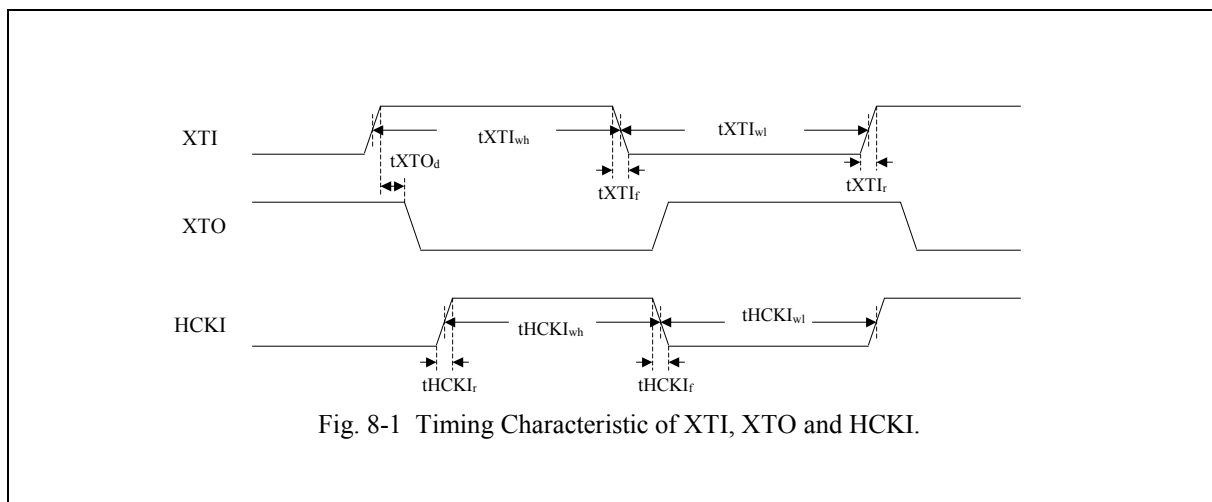 XTI
tXTIwh
tXTIwl
tXTOd
tXTIf
tXTIr
XTO
HCKI
tHCKIwh
tHCKIwl
tHCKIr
tHCKIf
Fig. 8-1 Timing Characteristic of XTI, XTO and HCKI.